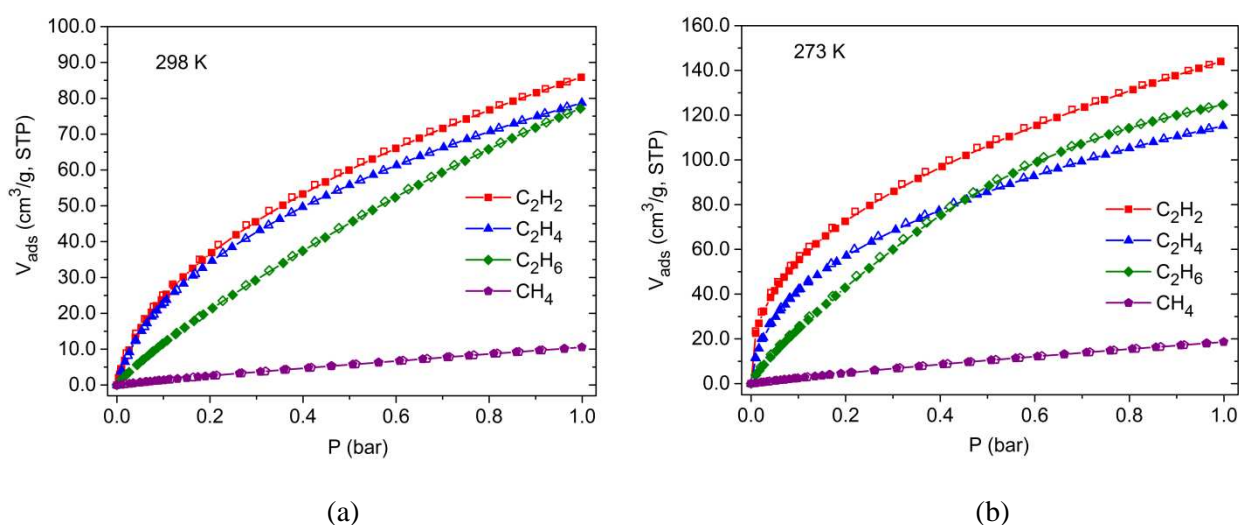 100.0
90.0
80.0
70.0
60.0
50.0
40.0
30.0
20.0
10.0
0.0
V_ads (cm³/g, STP)
298 K
C₂H₂
C₂H₄
C₂H₆
CH₄
0.0 0.2 0.4 0.6 0.8 1.0
P (bar)
(a)
160.0
140.0
120.0
100.0
80.0
60.0
40.0
20.0
0.0
V_ads (cm³/g, STP)
273 K
C₂H₂
C₂H₄
C₂H₆
CH₄
0.0 0.2 0.4 0.6 0.8 1.0
P (bar)
(b)